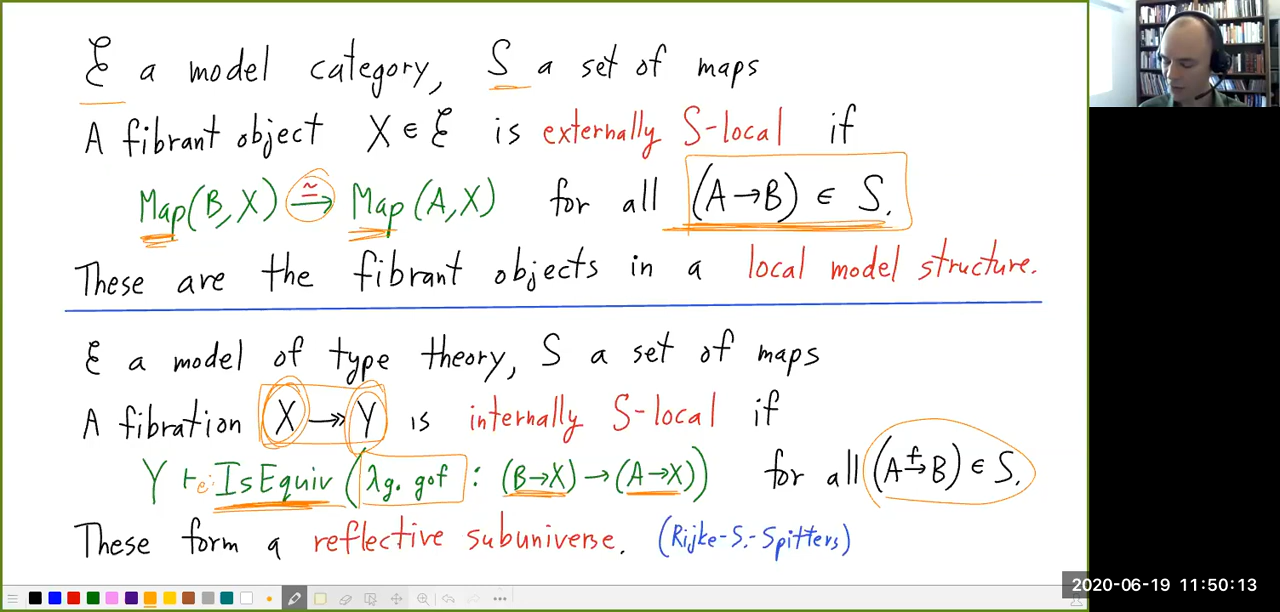 ℰ a model category, S a set of maps
A fibrant object X ∈ ℰ is externally S-local if
Map(B,X) ⥲ Map(A,X) for all (A→B) ∈ S.
These are the fibrant objects in a local model structure.
ℰ a model of type theory, S a set of maps
A fibration X ↠ Y is internally S-local if
Y ⊢ e: IsEquiv(λg. g∘f : (B→X)→(A→X)) for all (A f→ B) ∈ S.
These form a reflective subuniverse. (Rijke-S.-Spitters)
2020-06-19 11:50:13